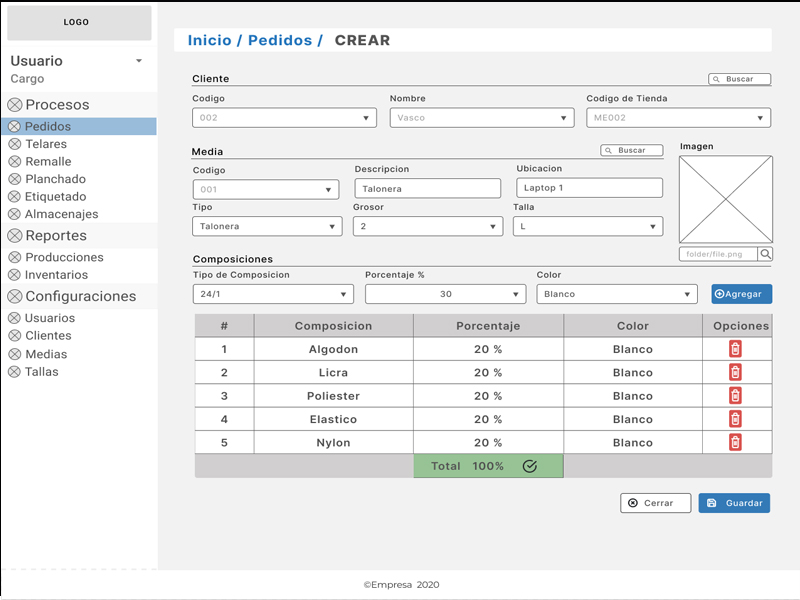 LOGO
Usuario
Cargo
Procesos
Pedidos
Telares
Remalle
Planchado
Etiquetado
Almacenajes
Reportes
Producciones
Inventarios
Configuraciones
Usuarios
Clientes
Medias
Tallas
Inicio / Pedidos / CREAR
Cliente Buscar
Codigo Nombre Codigo de Tienda
002 Vasco ME002
Media Buscar Imagen
Codigo Descripcion Ubicacion
001 Talonera Laptop 1
Tipo Grosor Talla
Talonera 2 L
folder/file.png
Composiciones
Tipo de Composicion Porcentaje % Color
24/1 30 Blanco Agregar
# Composicion Porcentaje Color Opciones
1 Algodon 20 % Blanco
2 Licra 20 % Blanco
3 Poliester 20 % Blanco
4 Elastico 20 % Blanco
5 Nylon 20 % Blanco
Total 100%
Cerrar Guardar
©Empresa 2020